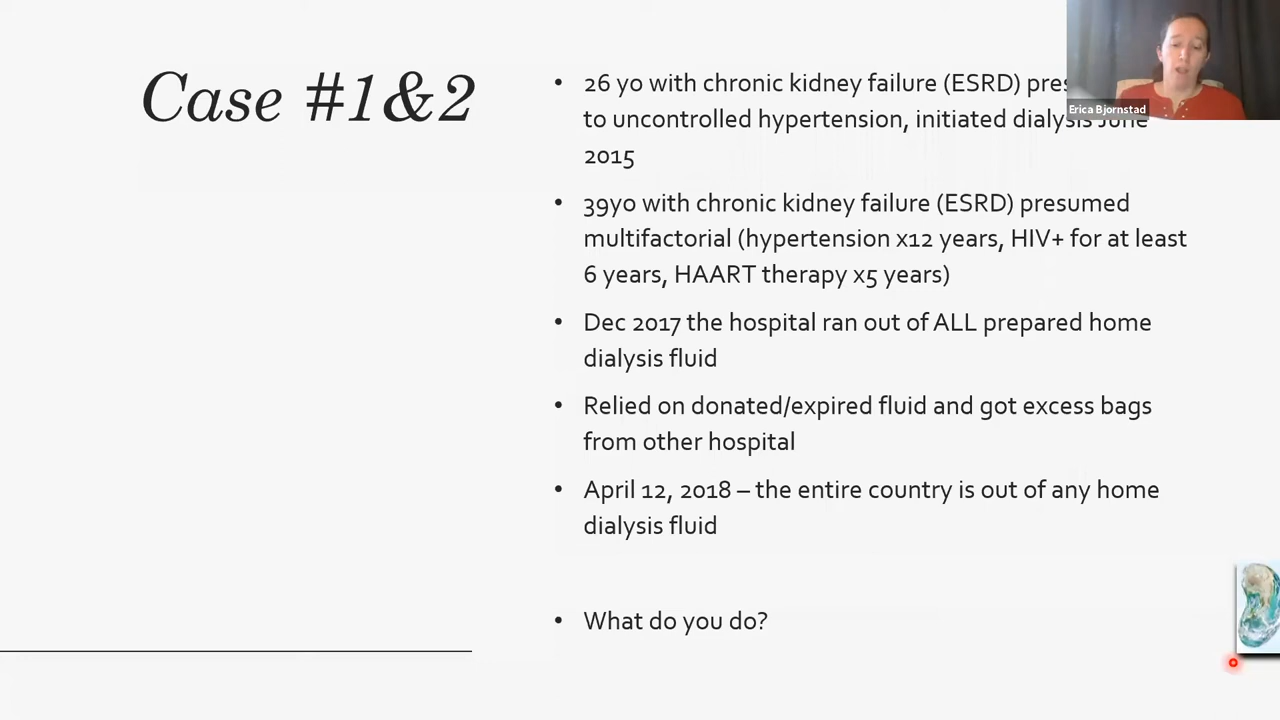 Case #1&2
• 26 yo with chronic kidney failure (ESRD)
to uncontrolled hypertension, initiated dialysis June
2015
• 39yo with chronic kidney failure (ESRD) presumed
multifactorial (hypertension x12 years, HIV+ for at least
6 years, HAART therapy x5 years)
• Dec 2017 the hospital ran out of ALL prepared home
dialysis fluid
• Relied on donated/expired fluid and got excess bags
from other hospital
• April 12, 2018 – the entire country is out of any home
dialysis fluid
• What do you do?
Erica Bjornstad